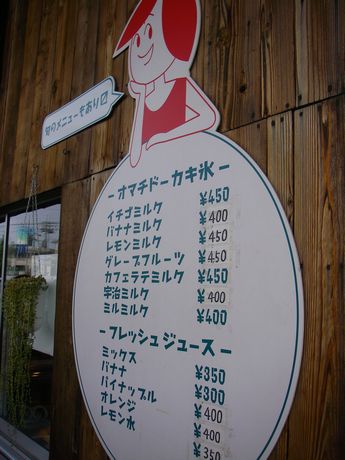 旬のメニューもあり〼
-オマチドーカキ氷-
イチゴミルク ¥450
バナナミルク ¥400
レモンミルク ¥450
グレープフルーツ ¥450
カフェラテミルク ¥450
宇治ミルク ¥400
ミルミルク ¥400
-フレッシュジュース-
ミックス ¥350
バナナ ¥300
パイナップル ¥400
オレンジ ¥400
レモン水 ¥350